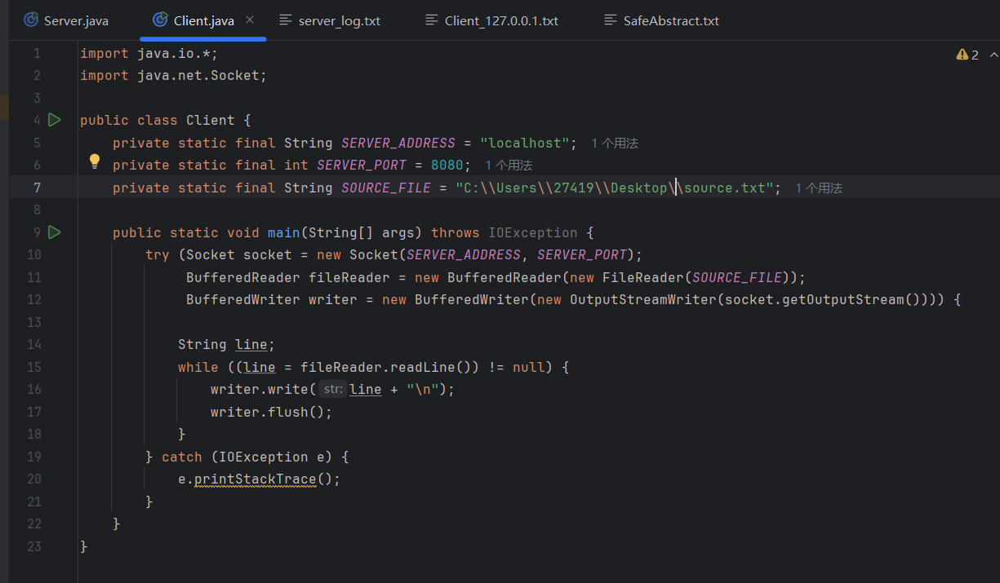 Server.java Client.java server_log.txt Client_127.0.0.1.txt SafeAbstract.txt
1 import java.io.*; 2
2 import java.net.Socket;
3
4 public class Client {
5 private static final String SERVER_ADDRESS = "localhost"; 1 个用法
6 private static final int SERVER_PORT = 8080; 1 个用法
7 private static final String SOURCE_FILE = "C:\\Users\\27419\\Desktop\\source.txt"; 1 个用法
8
9 public static void main(String[] args) throws IOException {
10 try (Socket socket = new Socket(SERVER_ADDRESS, SERVER_PORT);
11 BufferedReader fileReader = new BufferedReader(new FileReader(SOURCE_FILE));
12 BufferedWriter writer = new BufferedWriter(new OutputStreamWriter(socket.getOutputStream()))) {
13
14 String line;
15 while ((line = fileReader.readLine()) != null) {
16 writer.write( str: line + "\n");
17 writer.flush();
18 }
19 } catch (IOException e) {
20 e.printStackTrace();
21 }
22 }
23 }